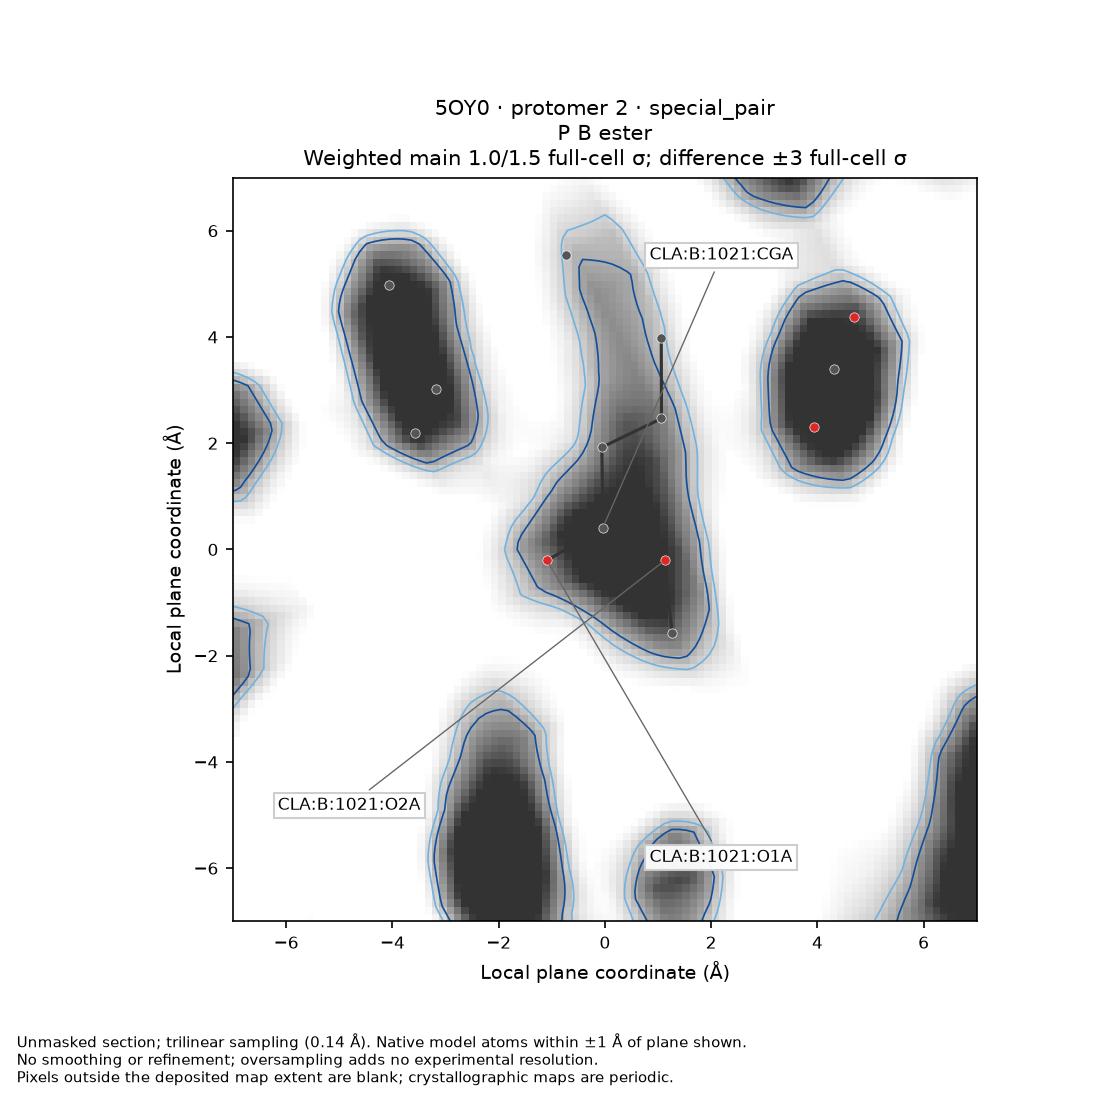 5OY0 · protomer 2 · special_pair
P B ester
Weighted main 1.0/1.5 full-cell σ; difference ±3 full-cell σ
Local plane coordinate (Å)
6
4
2
0
−2
−4
−6
CLA:B:1021:CGA
CLA:B:1021:O2A
CLA:B:1021:O1A
−6 −4 −2 0 2 4 6
Local plane coordinate (Å)
Unmasked section; trilinear sampling (0.14 Å). Native model atoms within ±1 Å of plane shown.
No smoothing or refinement; oversampling adds no experimental resolution.
Pixels outside the deposited map extent are blank; crystallographic maps are periodic.